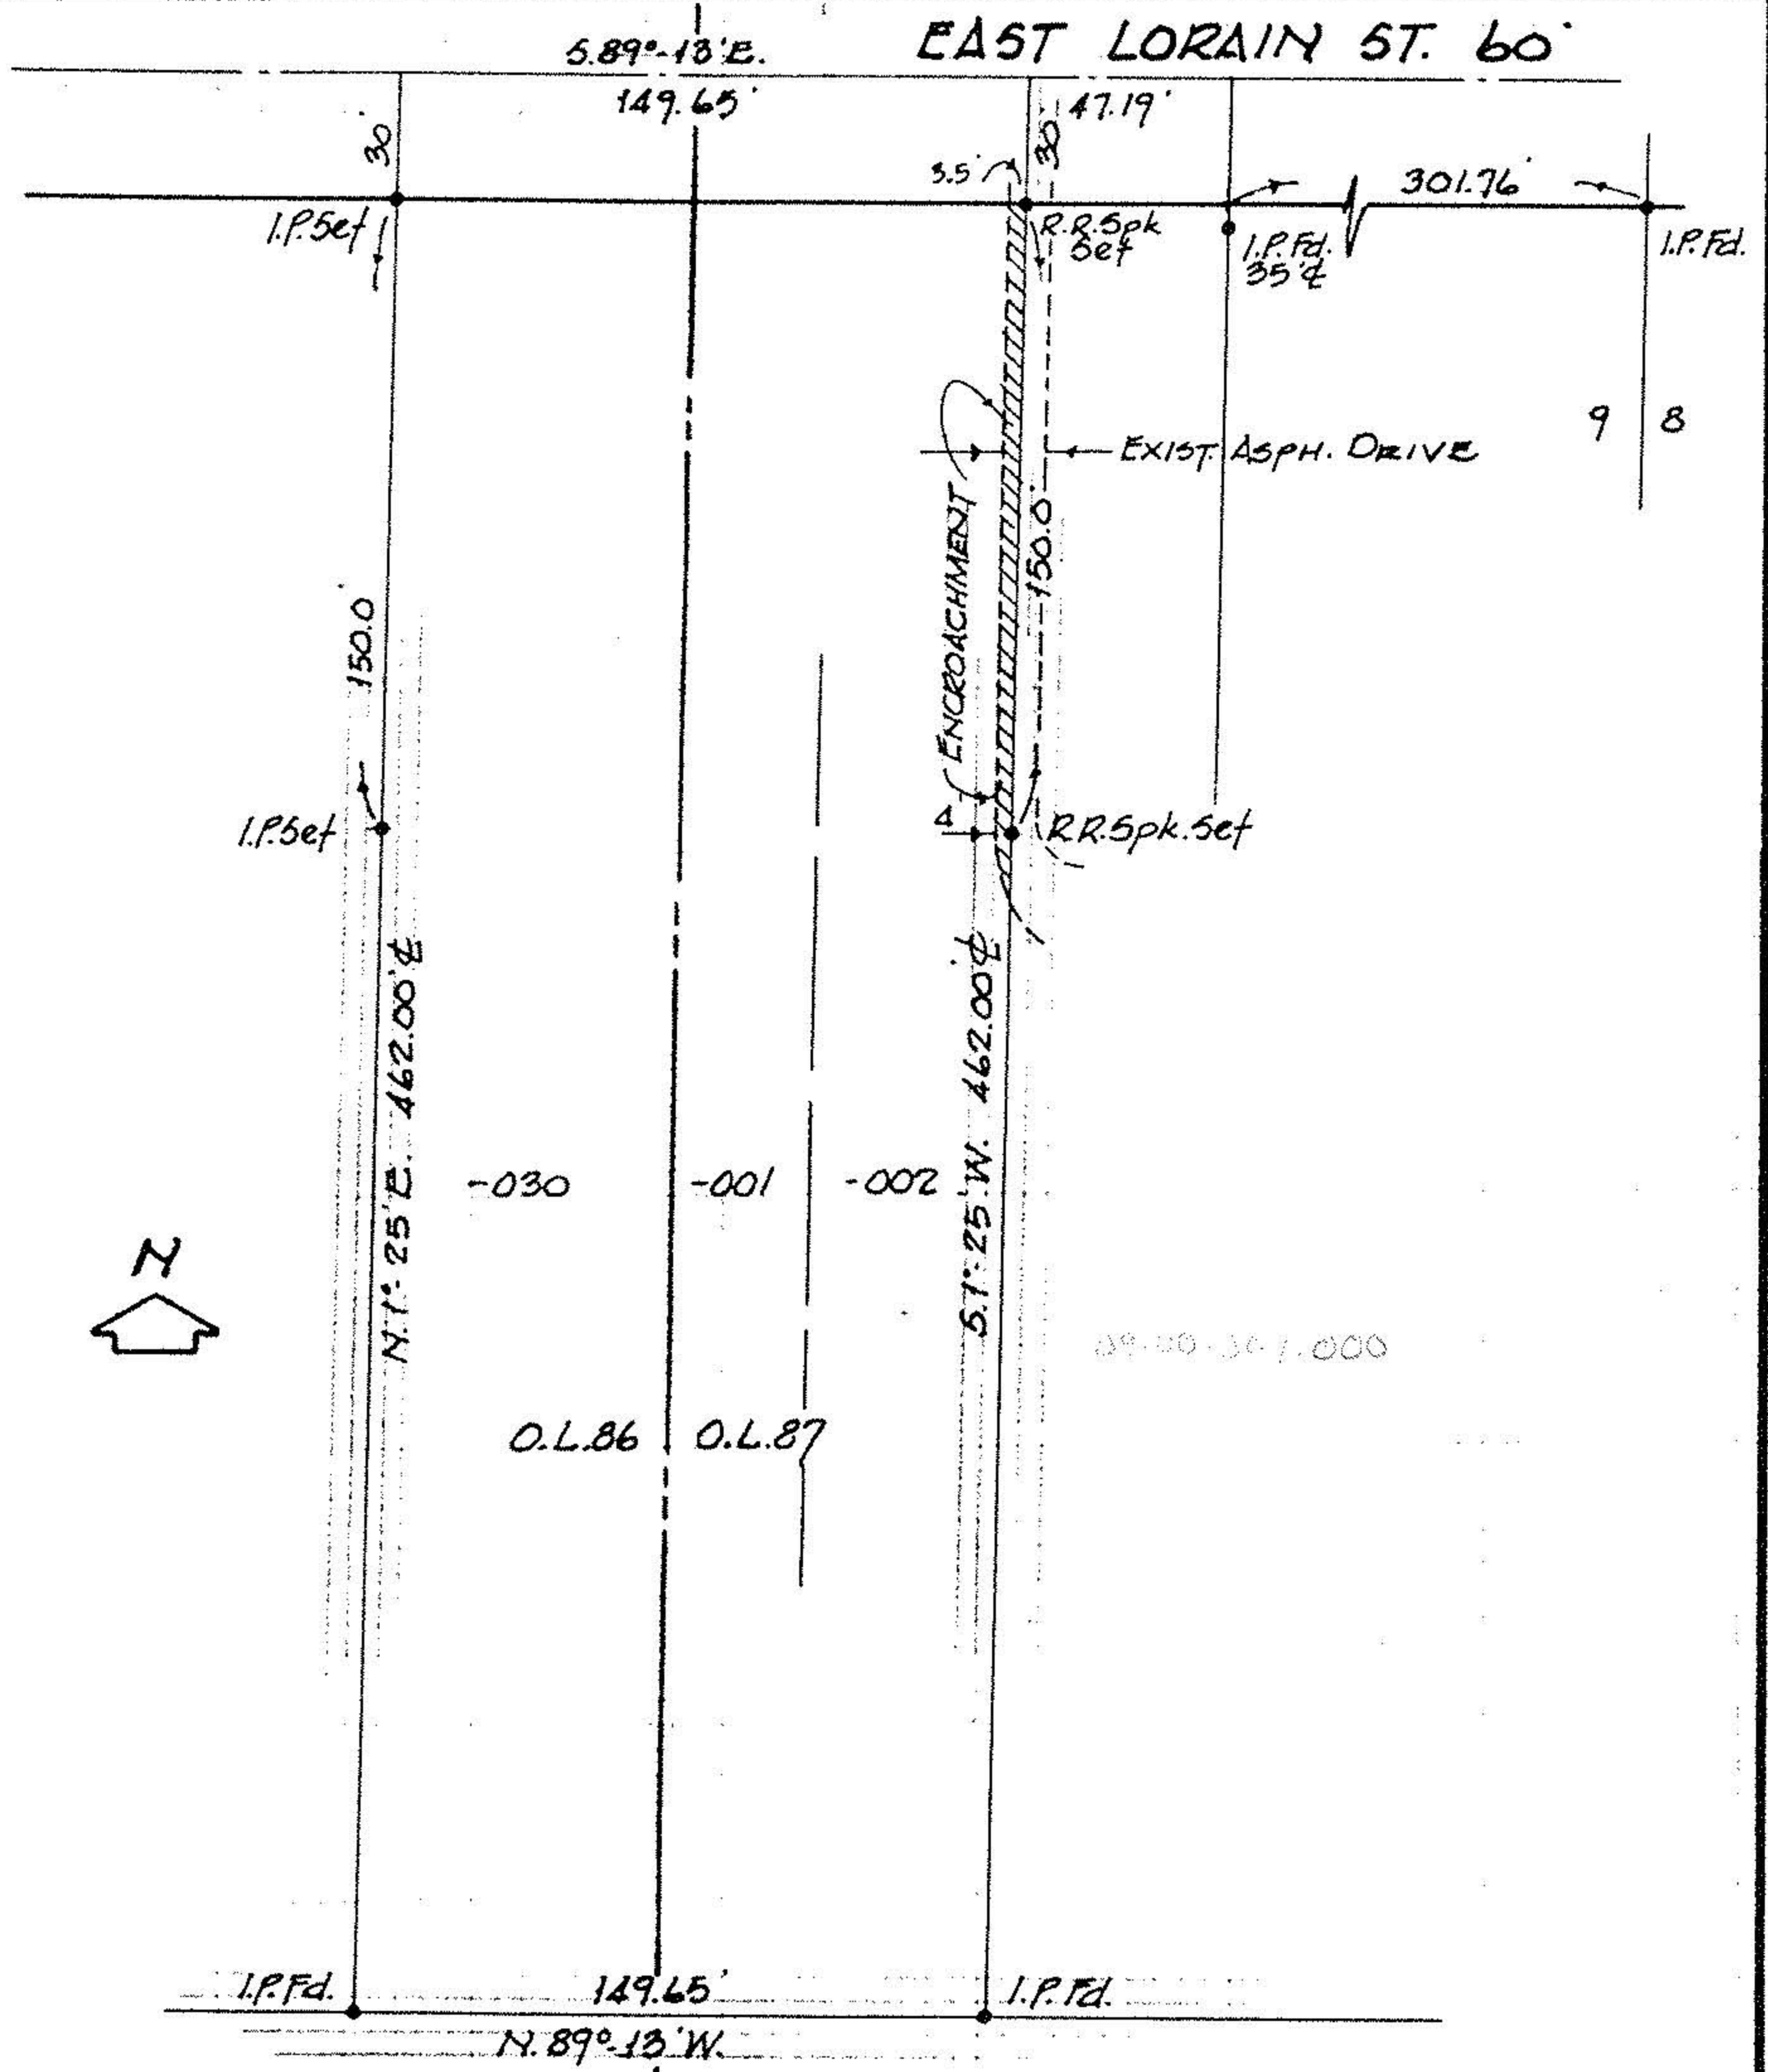 S.89°-13'E.
EAST LORAIN ST. 60'
149.65'
47.19'
30'
30'
3.5'
301.76'
I.P.Set
R.R.Spk
Set
I.P.Fd.
35'℄
I.P.Fd.
9
8
EXIST. ASPH. DRIVE
ENCROACHMENT
150.0'
150.0'
I.P.Set
4'
R.R.Spk.Set
N.1°-25'E. 462.00'℄
S.1°-25'W. 462.00'℄
-030
-001
-002
N
O.L.86
O.L.87
I.P.Fd.
149.65'
I.P.Fd.
N.89°-13'W.